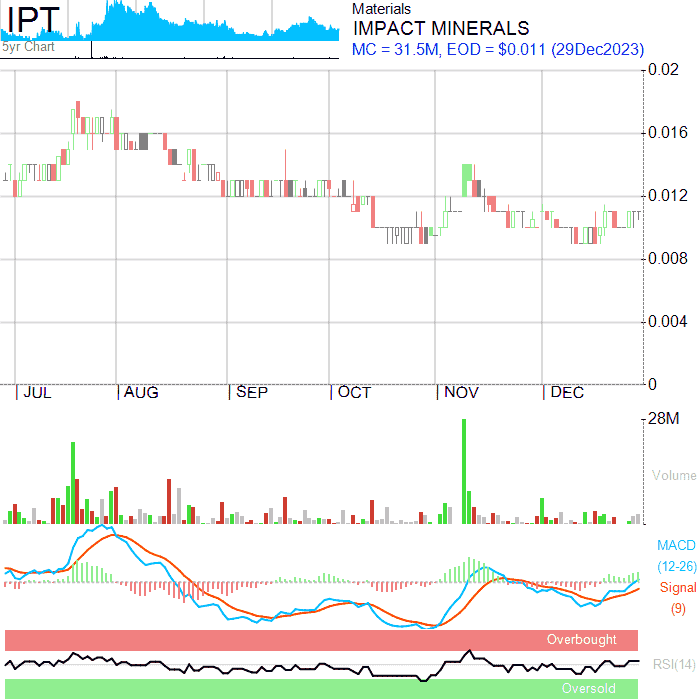 IPT
5yr Chart
Materials
IMPACT MINERALS
MC = 31.5M, EOD = $0.011 (29Dec2023)
0.02
0.016
0.012
0.008
0.004
0
JUL AUG SEP OCT NOV DEC
28M
Volume
MACD
(12-26)
Signal
(9)
Overbought
RSI(14)
Oversold